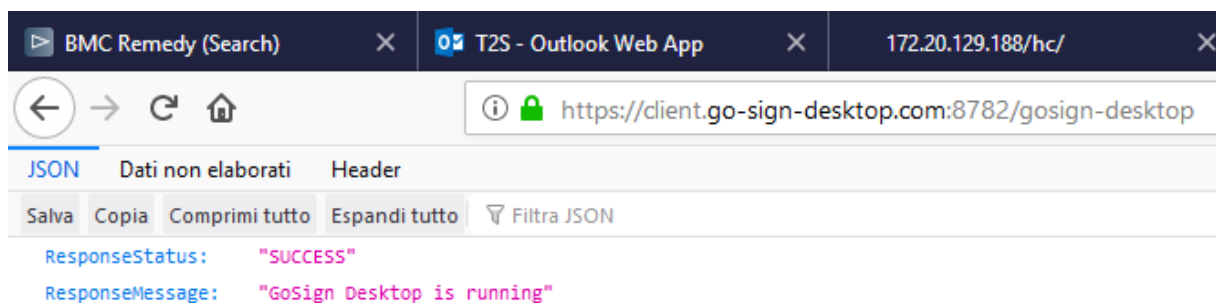 BMC Remedy (Search) T2S - Outlook Web App 172.20.129.188/hc/
https://client.go-sign-desktop.com:8782/gosign-desktop
JSON Dati non elaborati Header
Salva Copia Comprimi tutto Espandi tutto Filtra JSON
ResponseStatus: "SUCCESS"
ResponseMessage: "GoSign Desktop is running"